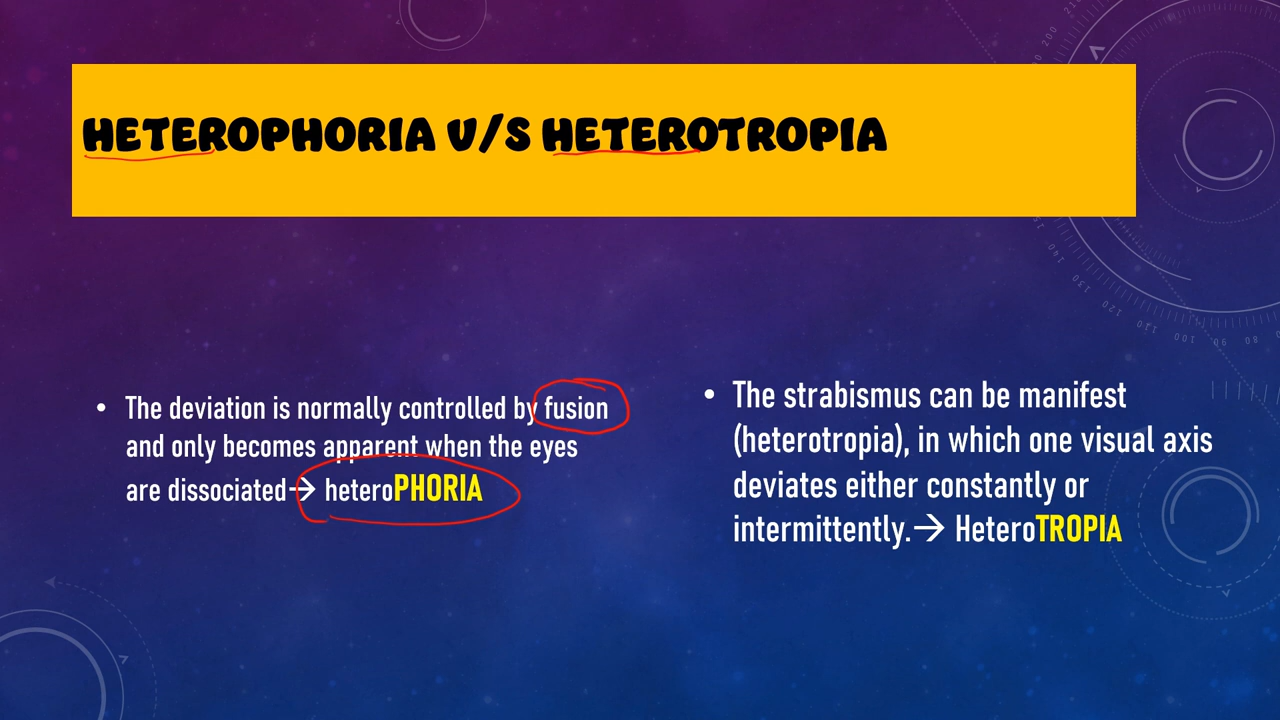 HETEROPHORIA V/S HETEROTROPIA
• The deviation is normally controlled by fusion
and only becomes apparent when the eyes
are dissociated→ heteroPHORIA
• The strabismus can be manifest
(heterotropia), in which one visual axis
deviates either constantly or
intermittently.→ HeteroTROPIA